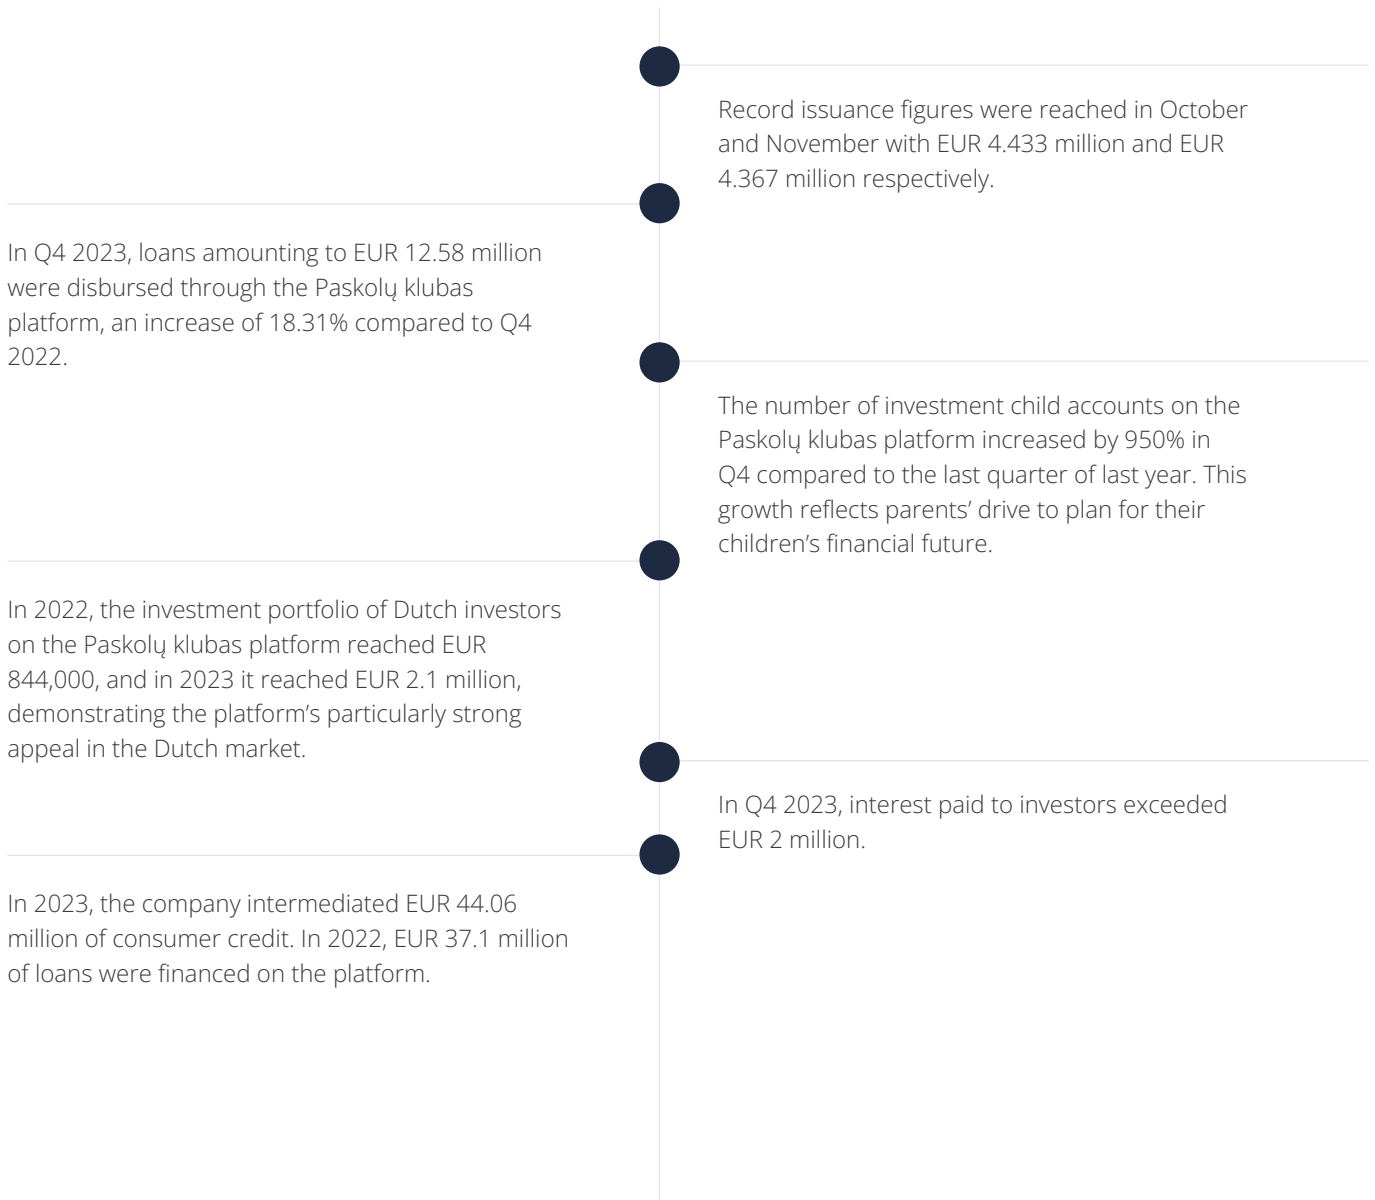 Record issuance figures were reached in October
and November with EUR 4.433 million and EUR
4.367 million respectively.
In Q4 2023, loans amounting to EUR 12.58 million
were disbursed through the Paskolų klubas
platform, an increase of 18.31% compared to Q4
2022.
The number of investment child accounts on the
Paskolų klubas platform increased by 950% in
Q4 compared to the last quarter of last year. This
growth reflects parents’ drive to plan for their
children’s financial future.
In 2022, the investment portfolio of Dutch investors
on the Paskolų klubas platform reached EUR
844,000, and in 2023 it reached EUR 2.1 million,
demonstrating the platform’s particularly strong
appeal in the Dutch market.
In Q4 2023, interest paid to investors exceeded
EUR 2 million.
In 2023, the company intermediated EUR 44.06
million of consumer credit. In 2022, EUR 37.1 million
of loans were financed on the platform.